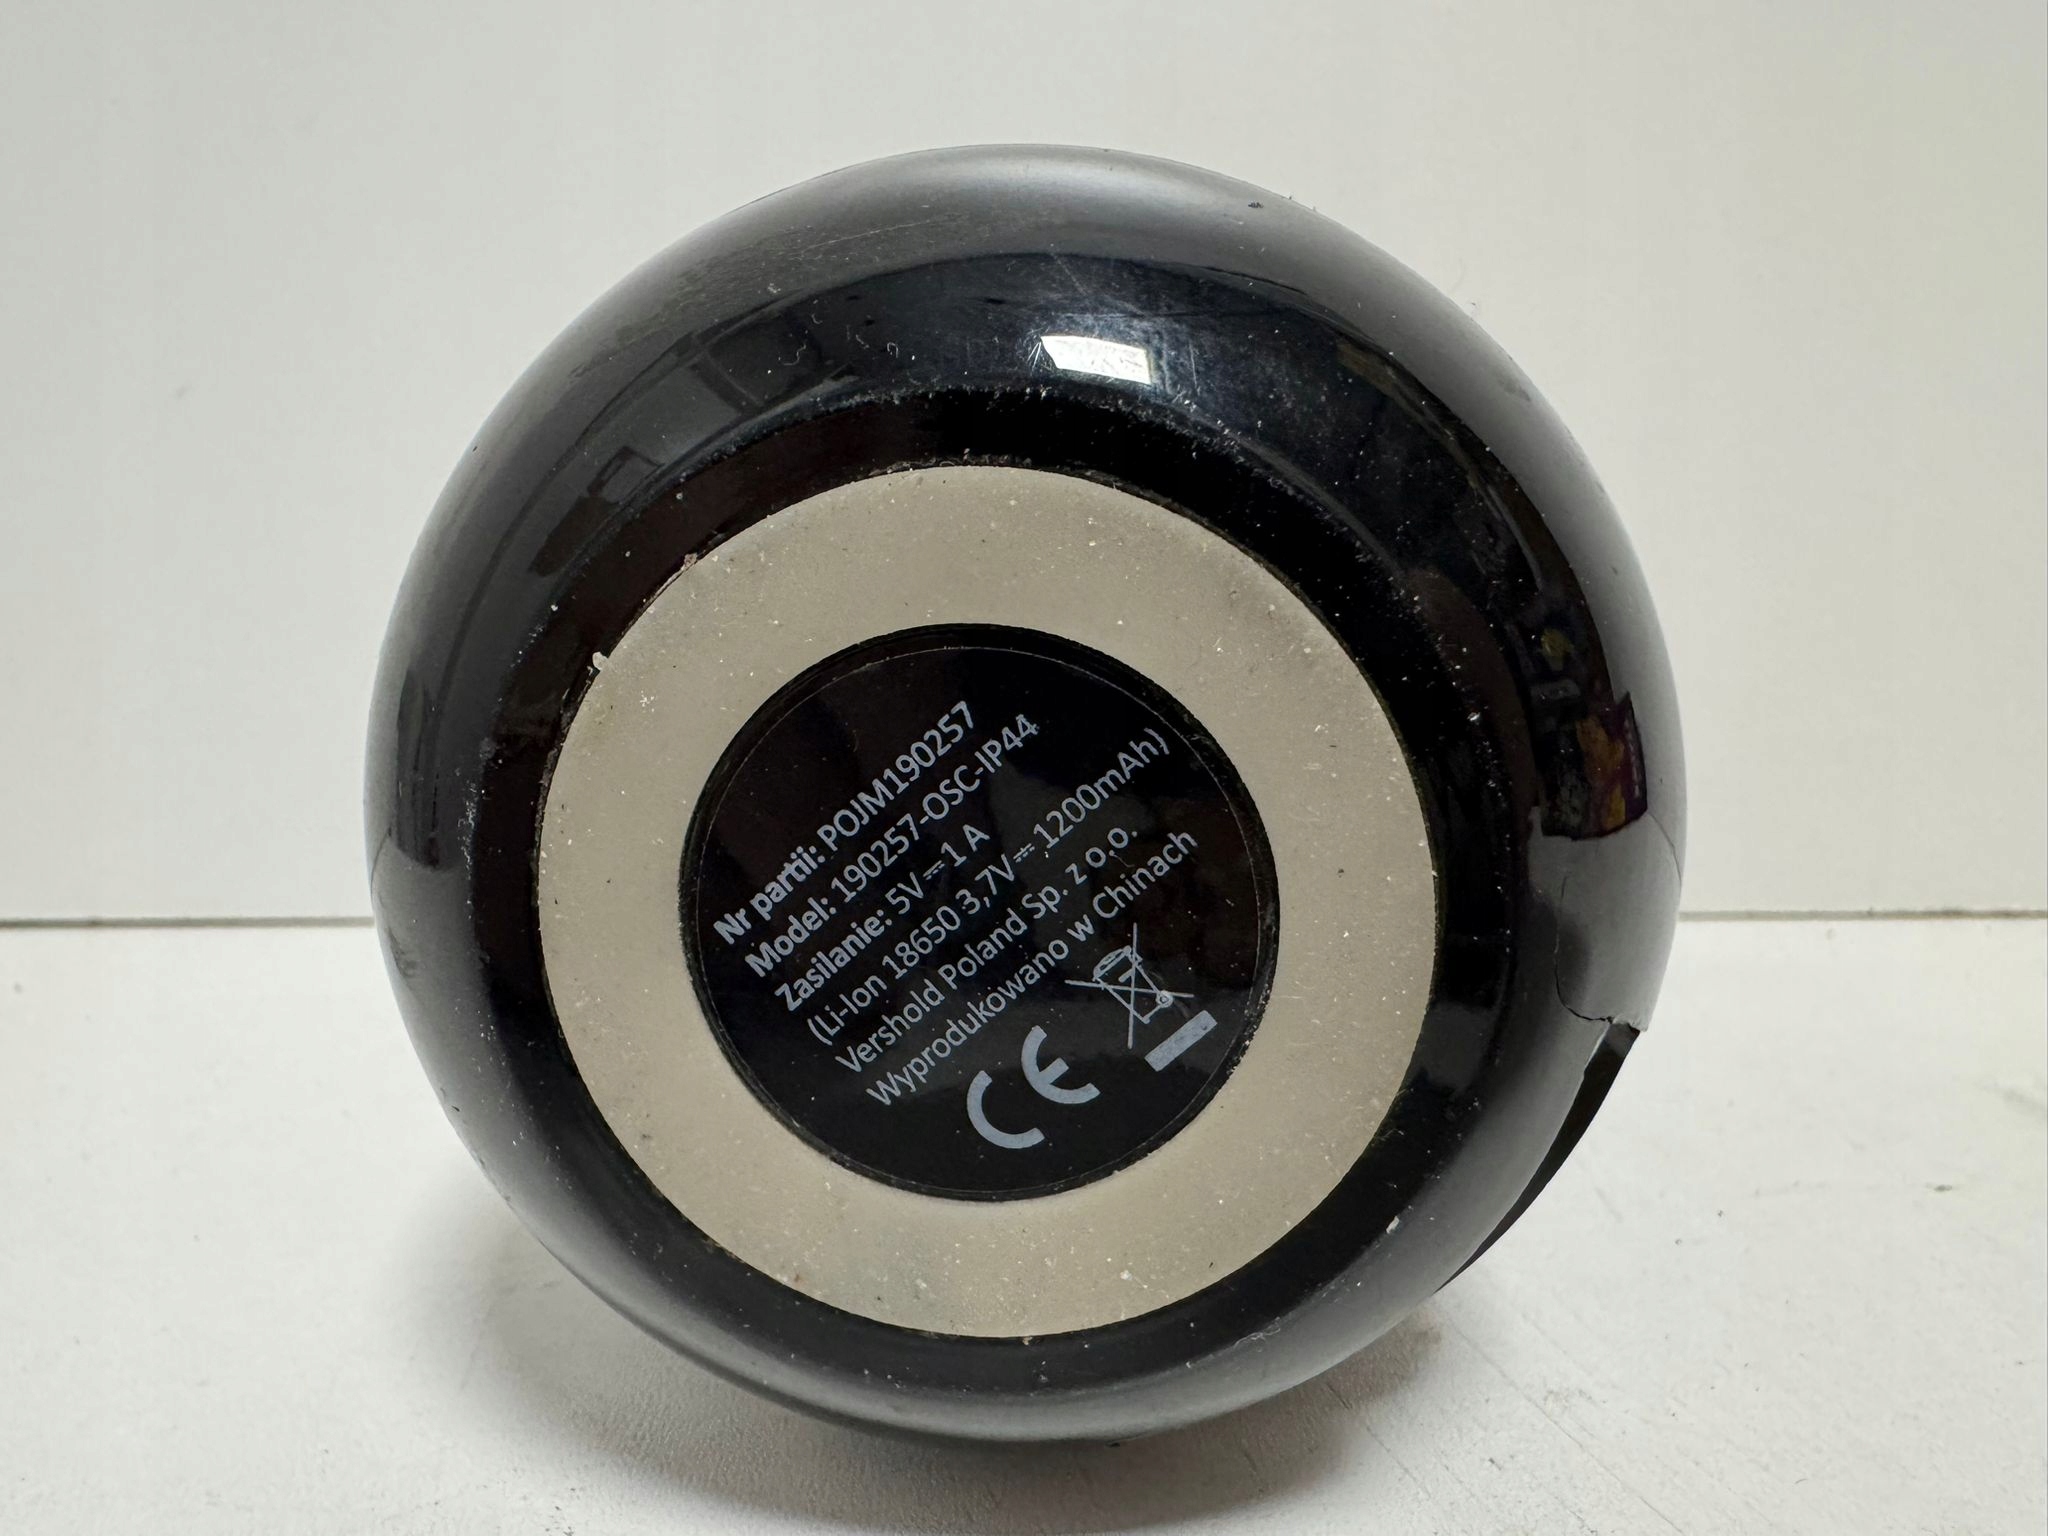 Nr partii: POJM190257
Model: 190257-OSC-IP44
Zasilanie: 5V⎓1 A
(Li-Ion 18650 3,7V⎓ 1200mAh)
Vershold Poland Sp. z o.o.
Wyprodukowano w Chinach
CE